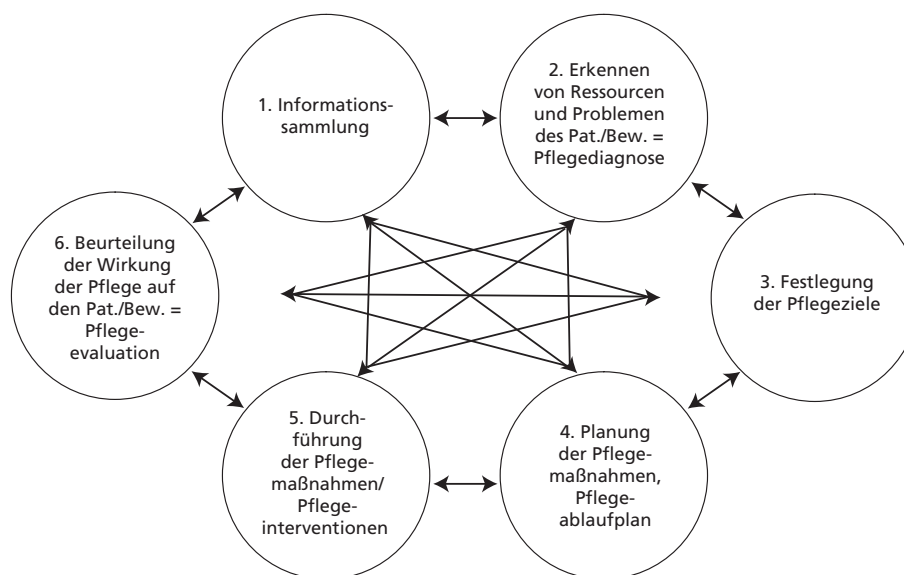 1. Informations-
sammlung
2. Erkennen
von Ressourcen
und Problemen
des Pat./Bew. =
Pflegediagnose
3. Festlegung
der Pflegeziele
4. Planung
der Pflege-
maßnahmen,
Pflege-
ablaufplan
5. Durch-
führung
der Pflege-
maßnahmen/
Pflege-
interventionen
6. Beurteilung
der Wirkung
der Pflege auf
den Pat./Bew. =
Pflege-
evaluation